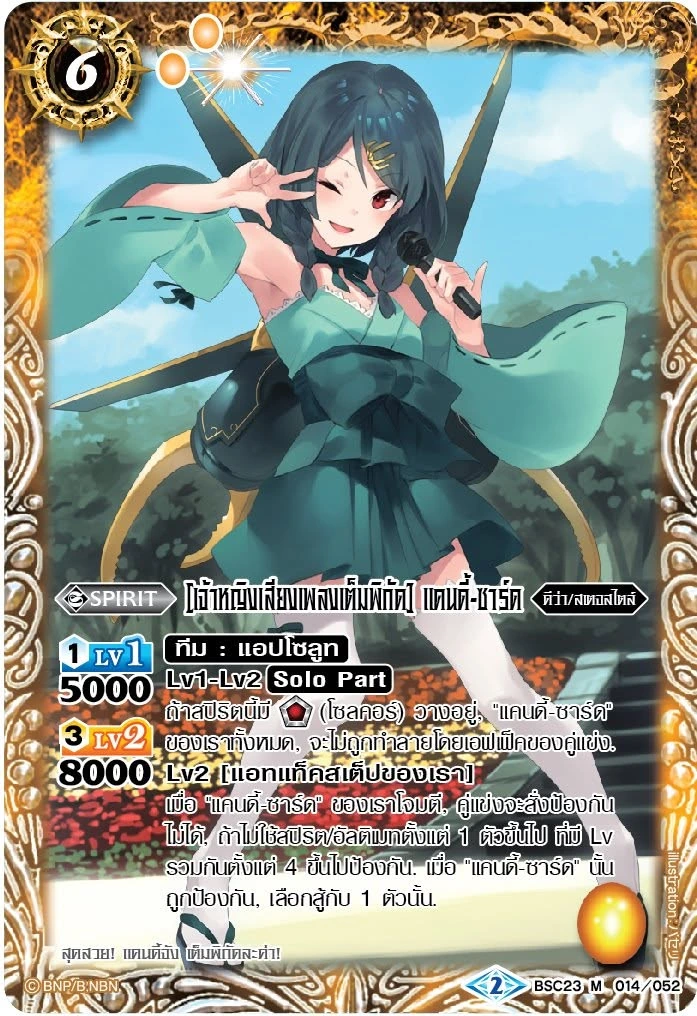 6
SPIRIT [เจ้าหญิงเสียงเพลงเต็มพิกัด] แคนดี้-ซาร์ด ดีว่า/สเตจสไตล์
1 LV1
5000
3 LV2
8000
ทีม : แอปโซลูท
Lv1-Lv2 Solo Part
ถ้าสปิริตนี้มี (โซลคอร์) วางอยู่, "แคนดี้-ซาร์ด"
ของเราทั้งหมด, จะไม่ถูกทำลายโดยเอฟเฟ็คของคู่แข่ง.
Lv2 [แอทแท็คสเต็ปของเรา]
เมื่อ "แคนดี้-ซาร์ด" ของเราโจมตี, คู่แข่งจะสั่งป้องกัน
ไม่ได้, ถ้าไม่ใช้สปิริต/อัลติเมทตั้งแต่ 1 ตัวขึ้นไป ที่มี Lv
รวมกันตั้งแต่ 4 ขึ้นไปป้องกัน. เมื่อ "แคนดี้-ซาร์ด" นั้น
ถูกป้องกัน, เลือกสู้กับ 1 ตัวนั้น.
สุดสวย! แคนดี้จัง เต็มพิกัดละค่า!
©BNP/B,NBN
2 BSC23 M 014/052
illustration: